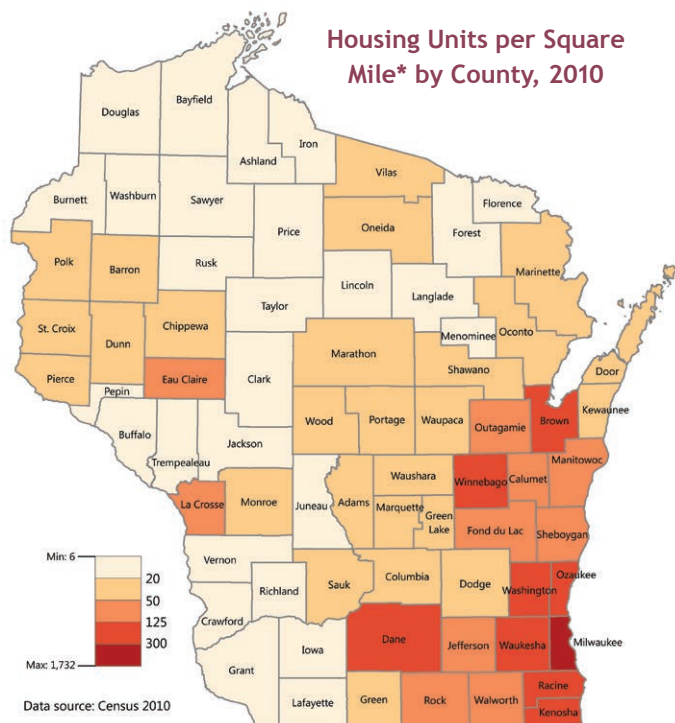 Housing Units per Square
Mile* by County, 2010
Douglas
Bayfield
Ashland
Iron
Vilas
Burnett
Washburn
Sawyer
Price
Oneida
Forest
Florence
Polk
Barron
Rusk
Marinette
Lincoln
Langlade
Taylor
Menominee
Oconto
St. Croix
Dunn
Chippewa
Marathon
Shawano
Door
Pierce
Eau Claire
Clark
Pepin
Kewaunee
Wood
Portage
Waupaca
Outagamie
Brown
Buffalo
Trempealeau
Jackson
Manitowoc
Waushara
Winnebago
Calumet
La Crosse
Monroe
Juneau
Adams
Marquette
Green
Lake
Fond du Lac
Sheboygan
Min: 6
20
50
125
300
Max: 1,732
Vernon
Richland
Sauk
Columbia
Dodge
Washington
Ozaukee
Crawford
Dane
Jefferson
Waukesha
Milwaukee
Grant
Iowa
Lafayette
Green
Rock
Walworth
Racine
Kenosha
Data source: Census 2010